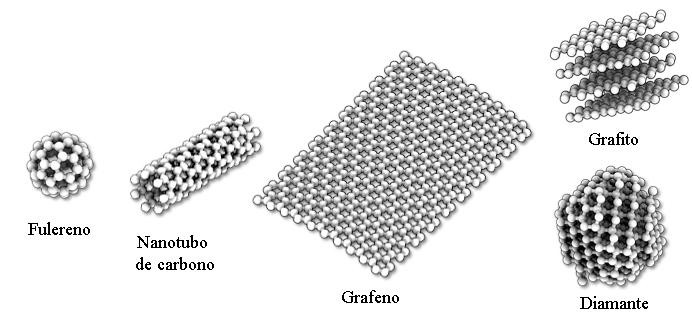 Fulereno
Nanotubo
de carbono
Grafeno
Grafito
Diamante